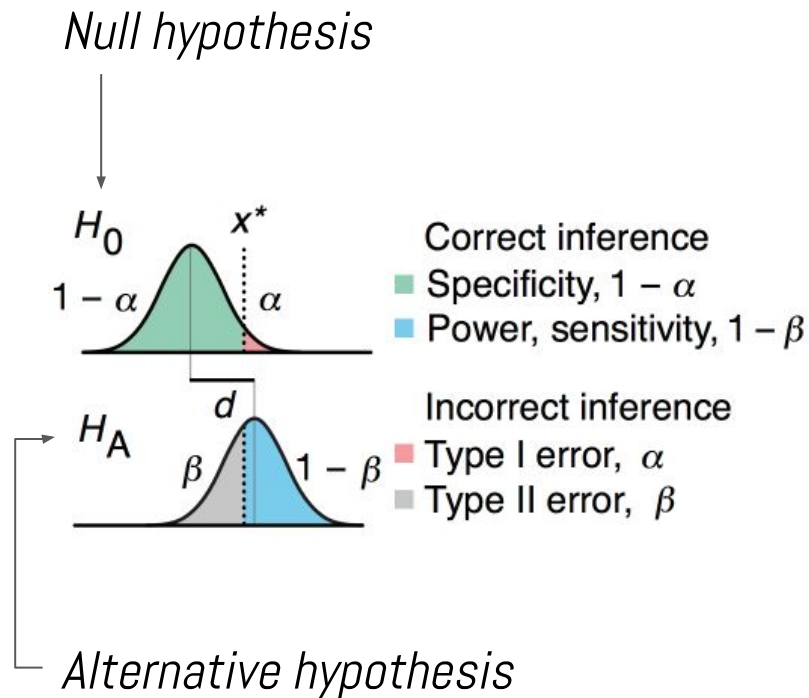 Null hypothesis
H0
x*
1 − α
α
d
HA
β
1 − β
Correct inference
Specificity, 1 − α
Power, sensitivity, 1 − β
Incorrect inference
Type I error, α
Type II error, β
Alternative hypothesis